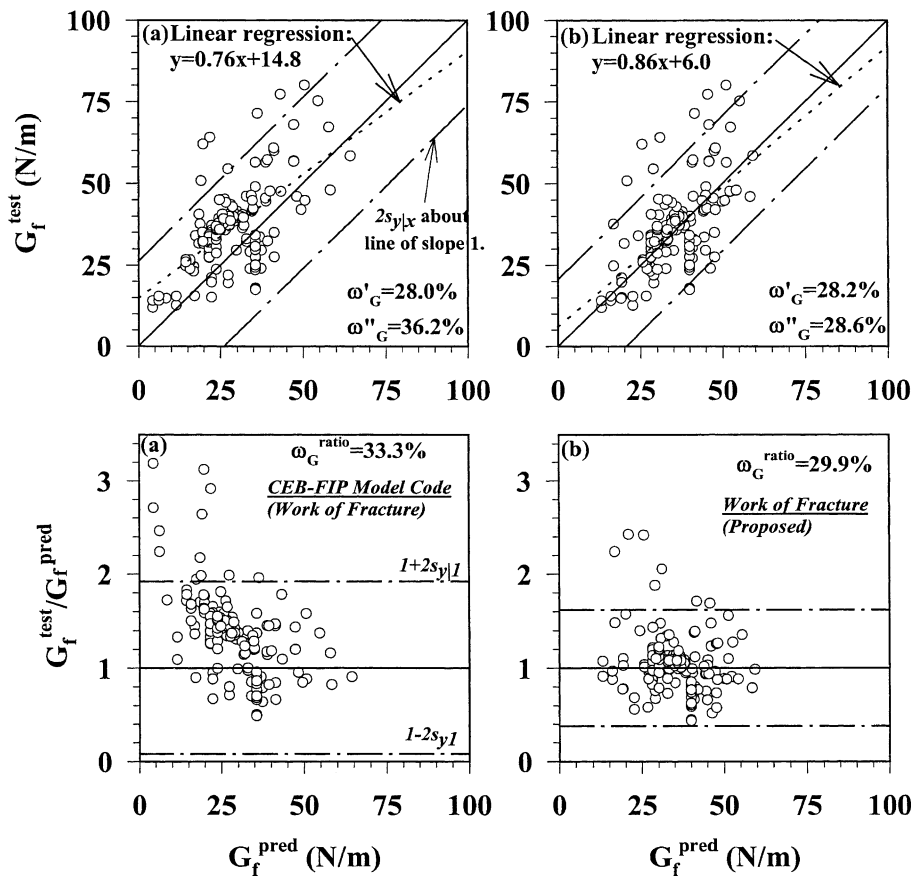 (a) Linear regression:
y=0.76x+14.8
100
75
50
25
0
G_f^test (N/m)
2s_y|x about
line of slope 1.
ω'_G=28.0%
ω"_G=36.2%
0 25 50 75 100
(b) Linear regression:
y=0.86x+6.0
100
75
50
25
0
ω'_G=28.2%
ω"_G=28.6%
0 25 50 75 100
(a)
ω_G^ratio=33.3%
CEB-FIP Model Code
(Work of Fracture)
1+2s_y|1
1-2s_y1
3
2
1
0
G_f^test/G_f^pred
0 25 50 75 100
G_f^pred (N/m)
(b)
ω_G^ratio=29.9%
Work of Fracture
(Proposed)
3
2
1
0
0 25 50 75 100
G_f^pred (N/m)